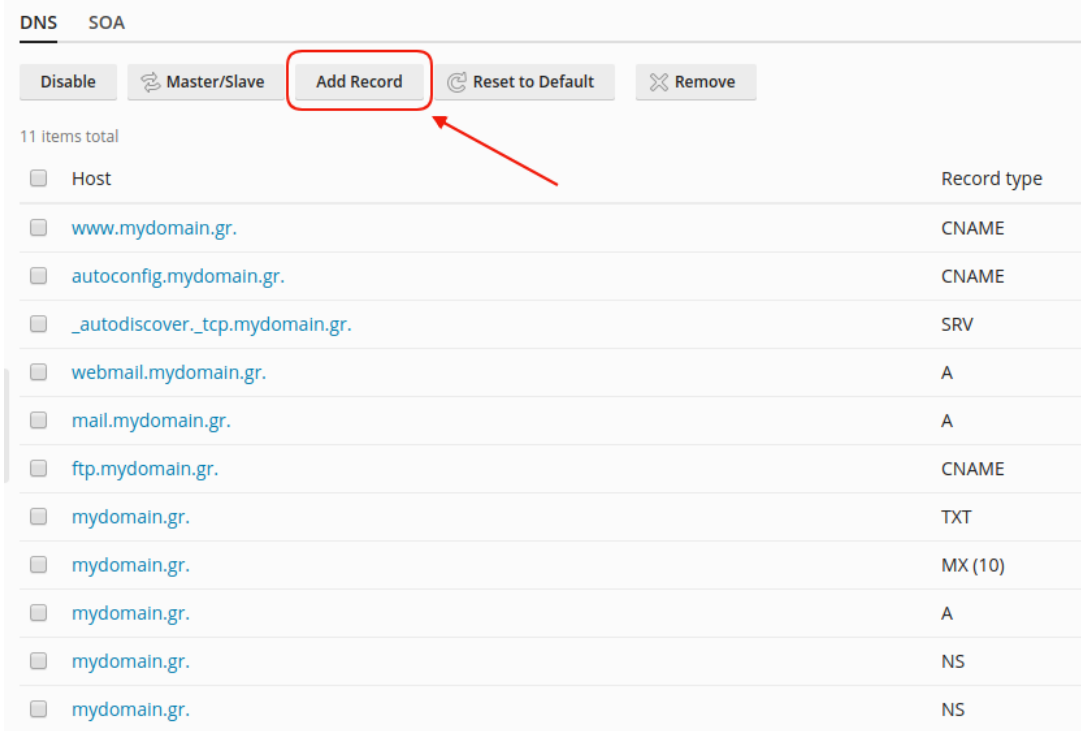 DNS SOA
Disable Master/Slave Add Record Reset to Default Remove
11 items total
Host Record type
www.mydomain.gr. CNAME
autoconfig.mydomain.gr. CNAME
_autodiscover._tcp.mydomain.gr. SRV
webmail.mydomain.gr. A
mail.mydomain.gr. A
ftp.mydomain.gr. CNAME
mydomain.gr. TXT
mydomain.gr. MX (10)
mydomain.gr. A
mydomain.gr. NS
mydomain.gr. NS